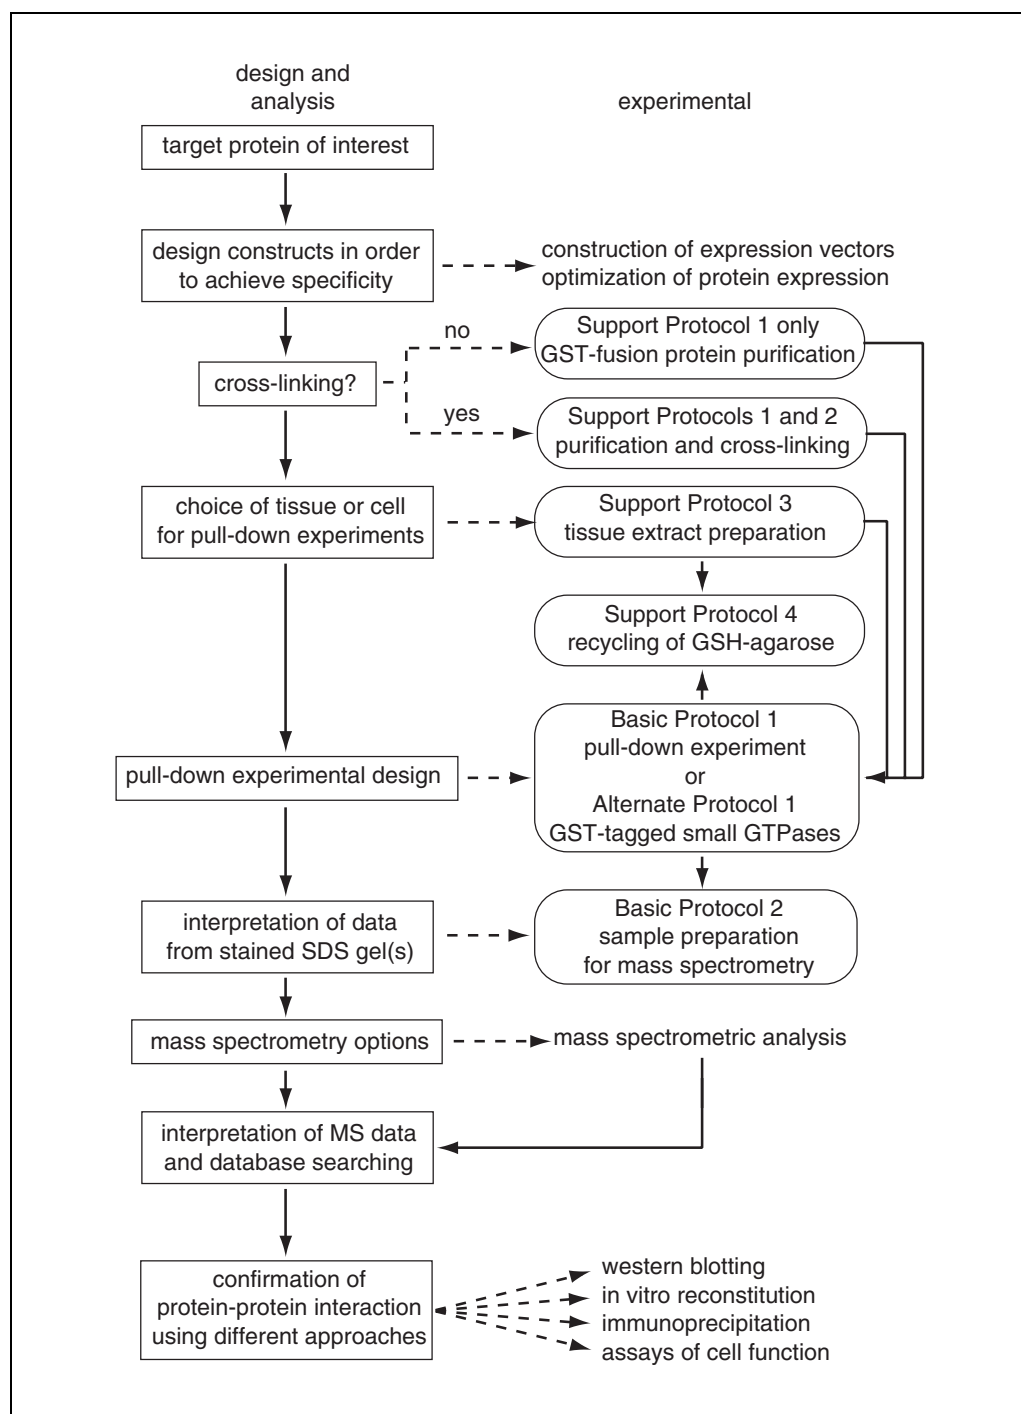 design and
analysis
experimental
target protein of interest
design constructs in order
to achieve specificity
construction of expression vectors
optimization of protein expression
no
Support Protocol 1 only
GST-fusion protein purification
cross-linking?
yes
Support Protocols 1 and 2
purification and cross-linking
choice of tissue or cell
for pull-down experiments
Support Protocol 3
tissue extract preparation
Support Protocol 4
recycling of GSH-agarose
pull-down experimental design
Basic Protocol 1
pull-down experiment
or
Alternate Protocol 1
GST-tagged small GTPases
interpretation of data
from stained SDS gel(s)
Basic Protocol 2
sample preparation
for mass spectrometry
mass spectrometry options
mass spectrometric analysis
interpretation of MS data
and database searching
confirmation of
protein-protein interaction
using different approaches
western blotting
in vitro reconstitution
immunoprecipitation
assays of cell function